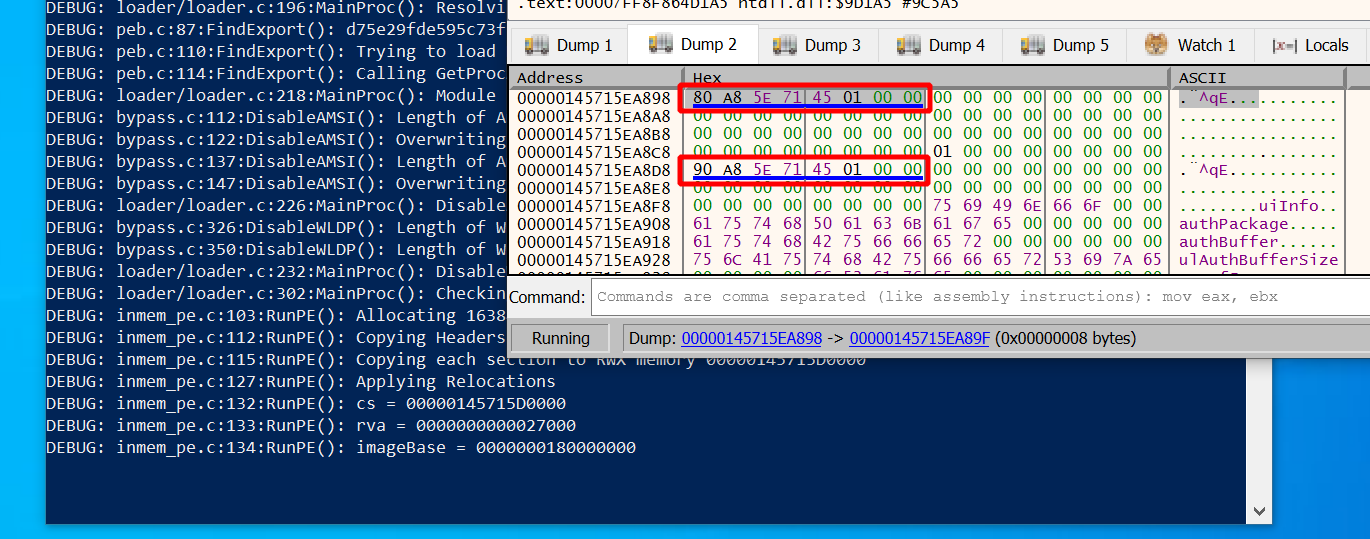 DEBUG: loader/loader.c:196:MainProc(): Resolvi
DEBUG: peb.c:87:FindExport(): d75e29fde595c73f
DEBUG: peb.c:110:FindExport(): Trying to load
DEBUG: peb.c:114:FindExport(): Calling GetProc
DEBUG: loader/loader.c:218:MainProc(): Module
DEBUG: bypass.c:112:DisableAMSI(): Length of A
DEBUG: bypass.c:122:DisableAMSI(): Overwriting
DEBUG: bypass.c:137:DisableAMSI(): Length of A
DEBUG: bypass.c:147:DisableAMSI(): Overwriting
DEBUG: loader/loader.c:226:MainProc(): Disable
DEBUG: bypass.c:326:DisableWLDP(): Length of W
DEBUG: bypass.c:350:DisableWLDP(): Length of W
DEBUG: loader/loader.c:232:MainProc(): Disable
DEBUG: loader/loader.c:302:MainProc(): Checkin
DEBUG: inmem_pe.c:103:RunPE(): Allocating 1638
DEBUG: inmem_pe.c:112:RunPE(): Copying Headers
DEBUG: inmem_pe.c:115:RunPE(): Copying each section to RWX memory 00000145715D0000
DEBUG: inmem_pe.c:127:RunPE(): Applying Relocations
DEBUG: inmem_pe.c:132:RunPE(): cs = 00000145715D0000
DEBUG: inmem_pe.c:133:RunPE(): rva = 0000000000027000
DEBUG: inmem_pe.c:134:RunPE(): imageBase = 0000000180000000
Dump 1 Dump 2 Dump 3 Dump 4 Dump 5 Watch 1 |x=| Locals
Address Hex ASCII
00000145715EA898 80 A8 5E 71 45 01 00 00 00 00 00 00 00 00 00 00 .¨^qE...........
00000145715EA8A8 00 00 00 00 00 00 00 00 00 00 00 00 00 00 00 00 ................
00000145715EA8B8 00 00 00 00 00 00 00 00 00 00 00 00 00 00 00 00 ................
00000145715EA8C8 00 00 00 00 00 00 00 00 01 00 00 00 00 00 00 00 ................
00000145715EA8D8 90 A8 5E 71 45 01 00 00 00 00 00 00 00 00 00 00 .¨^qE...........
00000145715EA8E8 00 00 00 00 00 00 00 00 00 00 00 00 00 00 00 00 ................
00000145715EA8F8 00 00 00 00 00 00 00 00 75 69 49 6E 66 6F 00 00 ........uiInfo..
00000145715EA908 61 75 74 68 50 61 63 6B 61 67 65 00 00 00 00 00 authPackage.....
00000145715EA918 61 75 74 68 42 75 66 66 65 72 00 00 00 00 00 00 authBuffer......
00000145715EA928 75 6C 41 75 74 68 42 75 66 66 65 72 53 69 7A 65 ulAuthBufferSize
Command: Commands are comma separated (like assembly instructions): mov eax, ebx
Running Dump: 00000145715EA898 -> 00000145715EA89F (0x00000008 bytes)